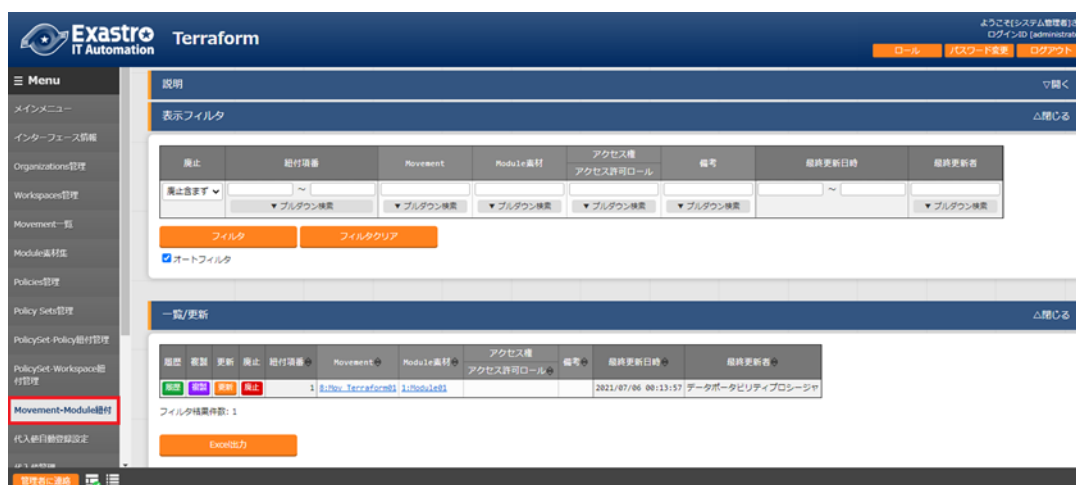 Exastro
IT Automation
Terraform
ようこそ[システム管理者]さ
ログインID [administrato
ロール
パスワード変更
ログアウト
Menu
メインメニュー
インターフェース情報
Organizations管理
Workspaces管理
Movement一覧
Module素材集
Policies管理
Policy Sets管理
PolicySet-Policy紐付管理
PolicySet-Workspace紐付管理
Movement-Module紐付
代入値自動登録設定
代入値管理
説明
▽開く
表示フィルタ
△閉じる
廃止 紐付項番 Movement Module素材 アクセス権 備考 最終更新日時 最終更新者
アクセス許可ロール
廃止含まず ～ ～
▼ プルダウン検索 ▼ プルダウン検索 ▼ プルダウン検索 ▼ プルダウン検索 ▼ プルダウン検索 ▼ プルダウン検索
フィルタ フィルタクリア
オートフィルタ
一覧/更新
△閉じる
履歴 複製 更新 廃止 紐付項番 Movement Module素材 アクセス権 備考 最終更新日時 最終更新者
アクセス許可ロール
履歴 複製 更新 廃止 1 8:Mov_Terraform01 1:Module01 2021/07/06 00:13:57 データポータビリティプロシージャ
フィルタ結果件数: 1
Excel出力
管理者に連絡